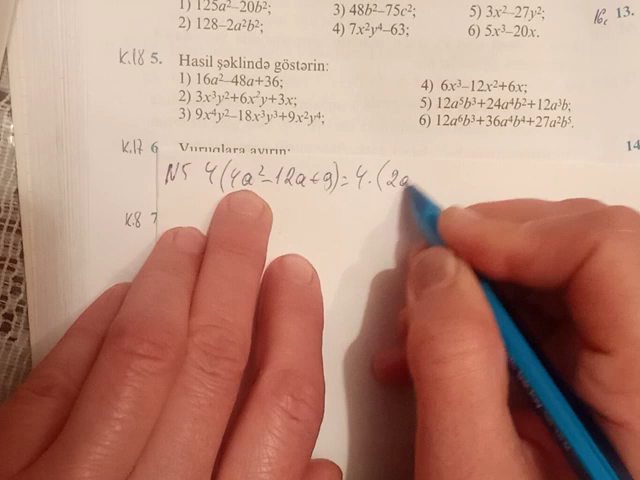 1) 125a²–20b²; 3) 48b²–75c²; 5) 3x²–27y²; 13.
2) 128–2a²b²; 4) 7x²y⁴–63; 6) 5x³–20x.
K.18 5. Hasil şəklində göstərin:
1) 16a²–48a+36; 4) 6x³–12x²+6x;
2) 3x³y²+6x²y+3x; 5) 12a⁵b³+24a⁴b²+12a³b;
3) 9x⁴y²–18x³y³+9x²y⁴; 6) 12a⁶b³+36a⁴b⁴+27a²b⁵.
K.17 6 Vuruqlara ayırın: 14
N5 4(4a²–12a+9)=4·(2a
K.8 7